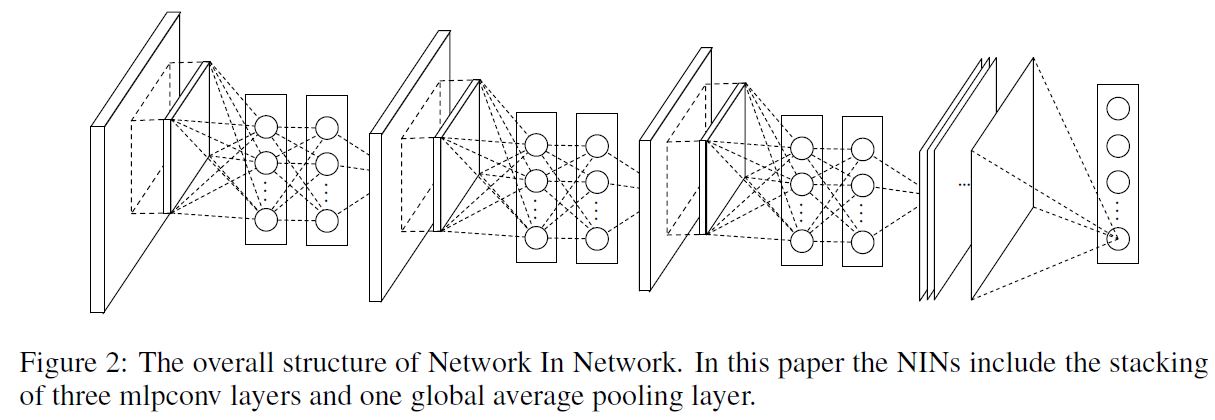 Figure 2: The overall structure of Network In Network. In this paper the NINs include the stacking
of three mlpconv layers and one global average pooling layer.